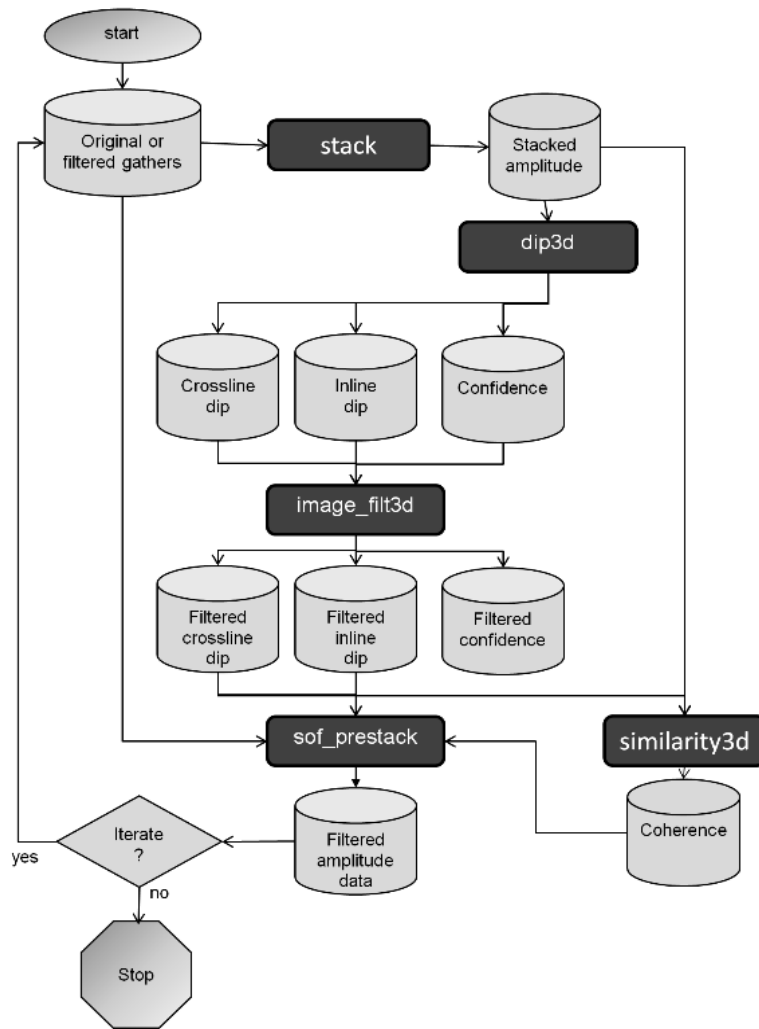 start
Original or
filtered gathers
stack
Stacked
amplitude
dip3d
Crossline
dip
Inline
dip
Confidence
image_filt3d
Filtered
crossline
dip
Filtered
inline
dip
Filtered
confidence
sof_prestack
similarity3d
Iterate
?
yes
no
Filtered
amplitude
data
Coherence
Stop